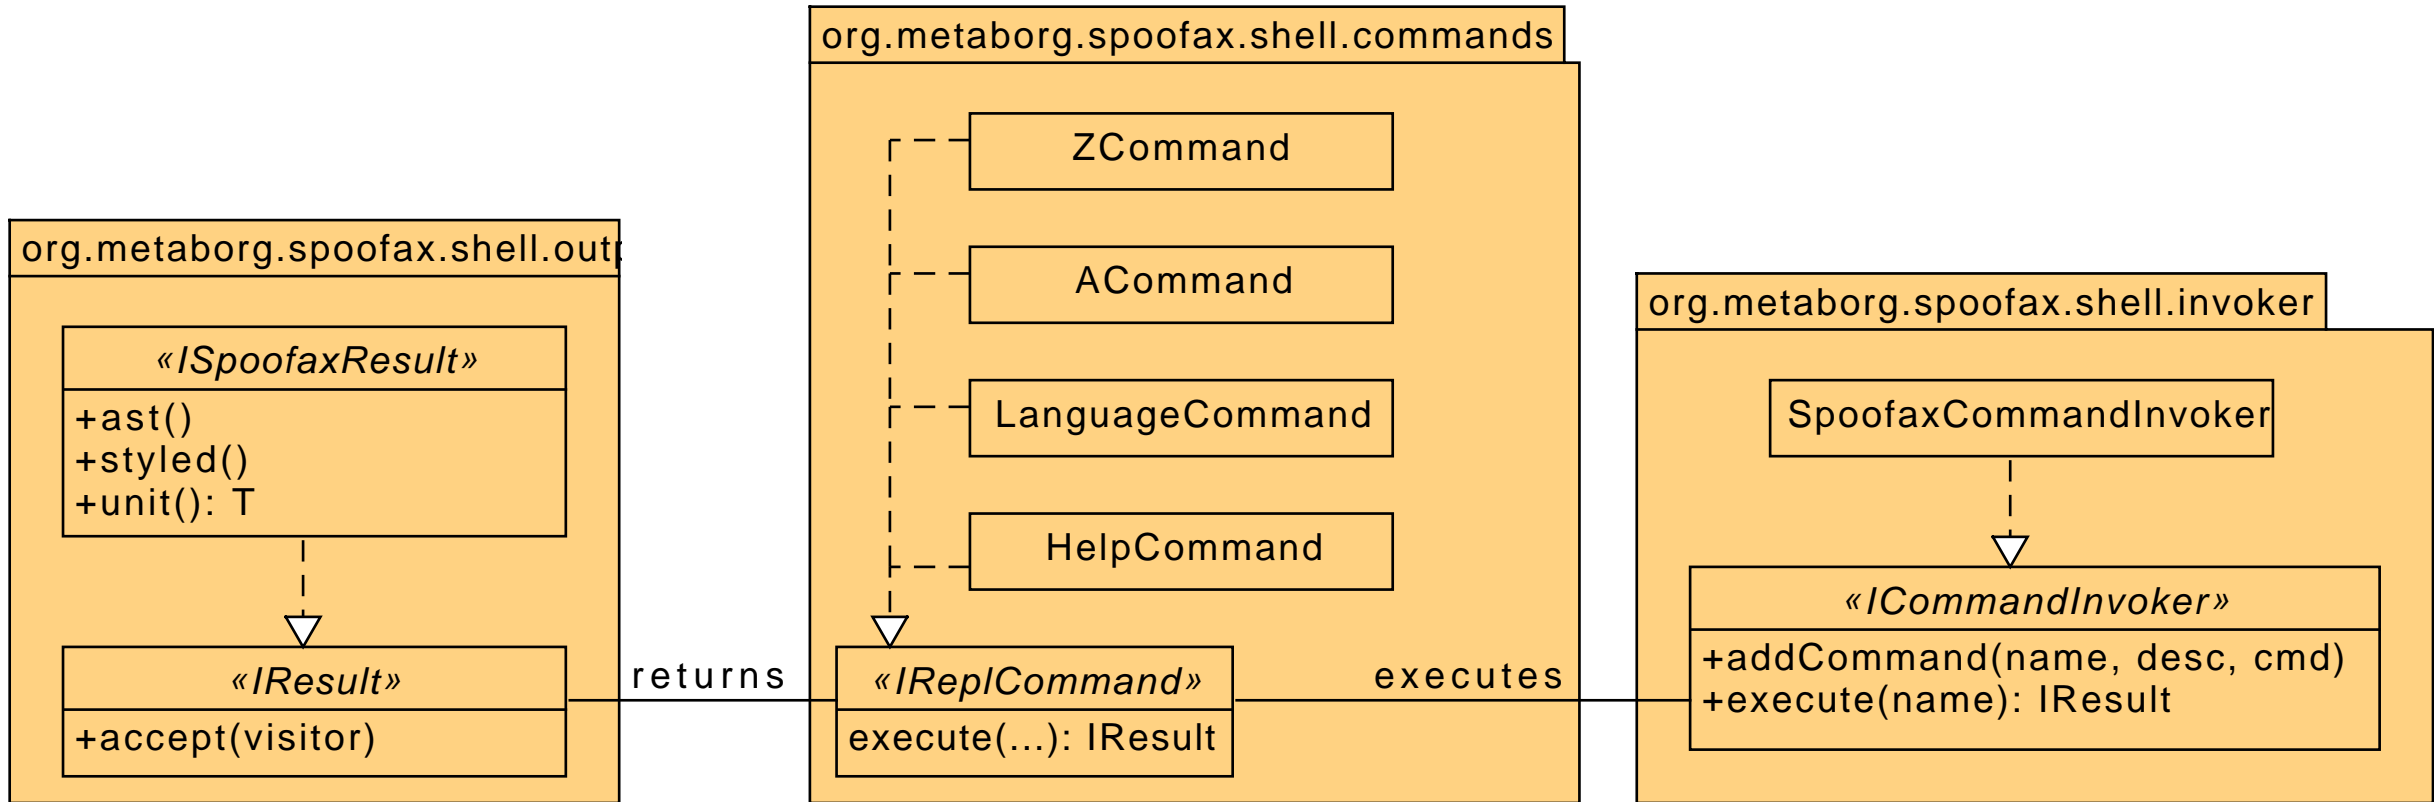 org.metaborg.spoofax.shell.outp
«ISpoofaxResult»
+ast()
+styled()
+unit(): T
«IResult»
+accept(visitor)
returns
org.metaborg.spoofax.shell.commands
ZCommand
ACommand
LanguageCommand
HelpCommand
«IReplCommand»
execute(...): IResult
executes
org.metaborg.spoofax.shell.invoker
SpoofaxCommandInvoker
«ICommandInvoker»
+addCommand(name, desc, cmd)
+execute(name): IResult